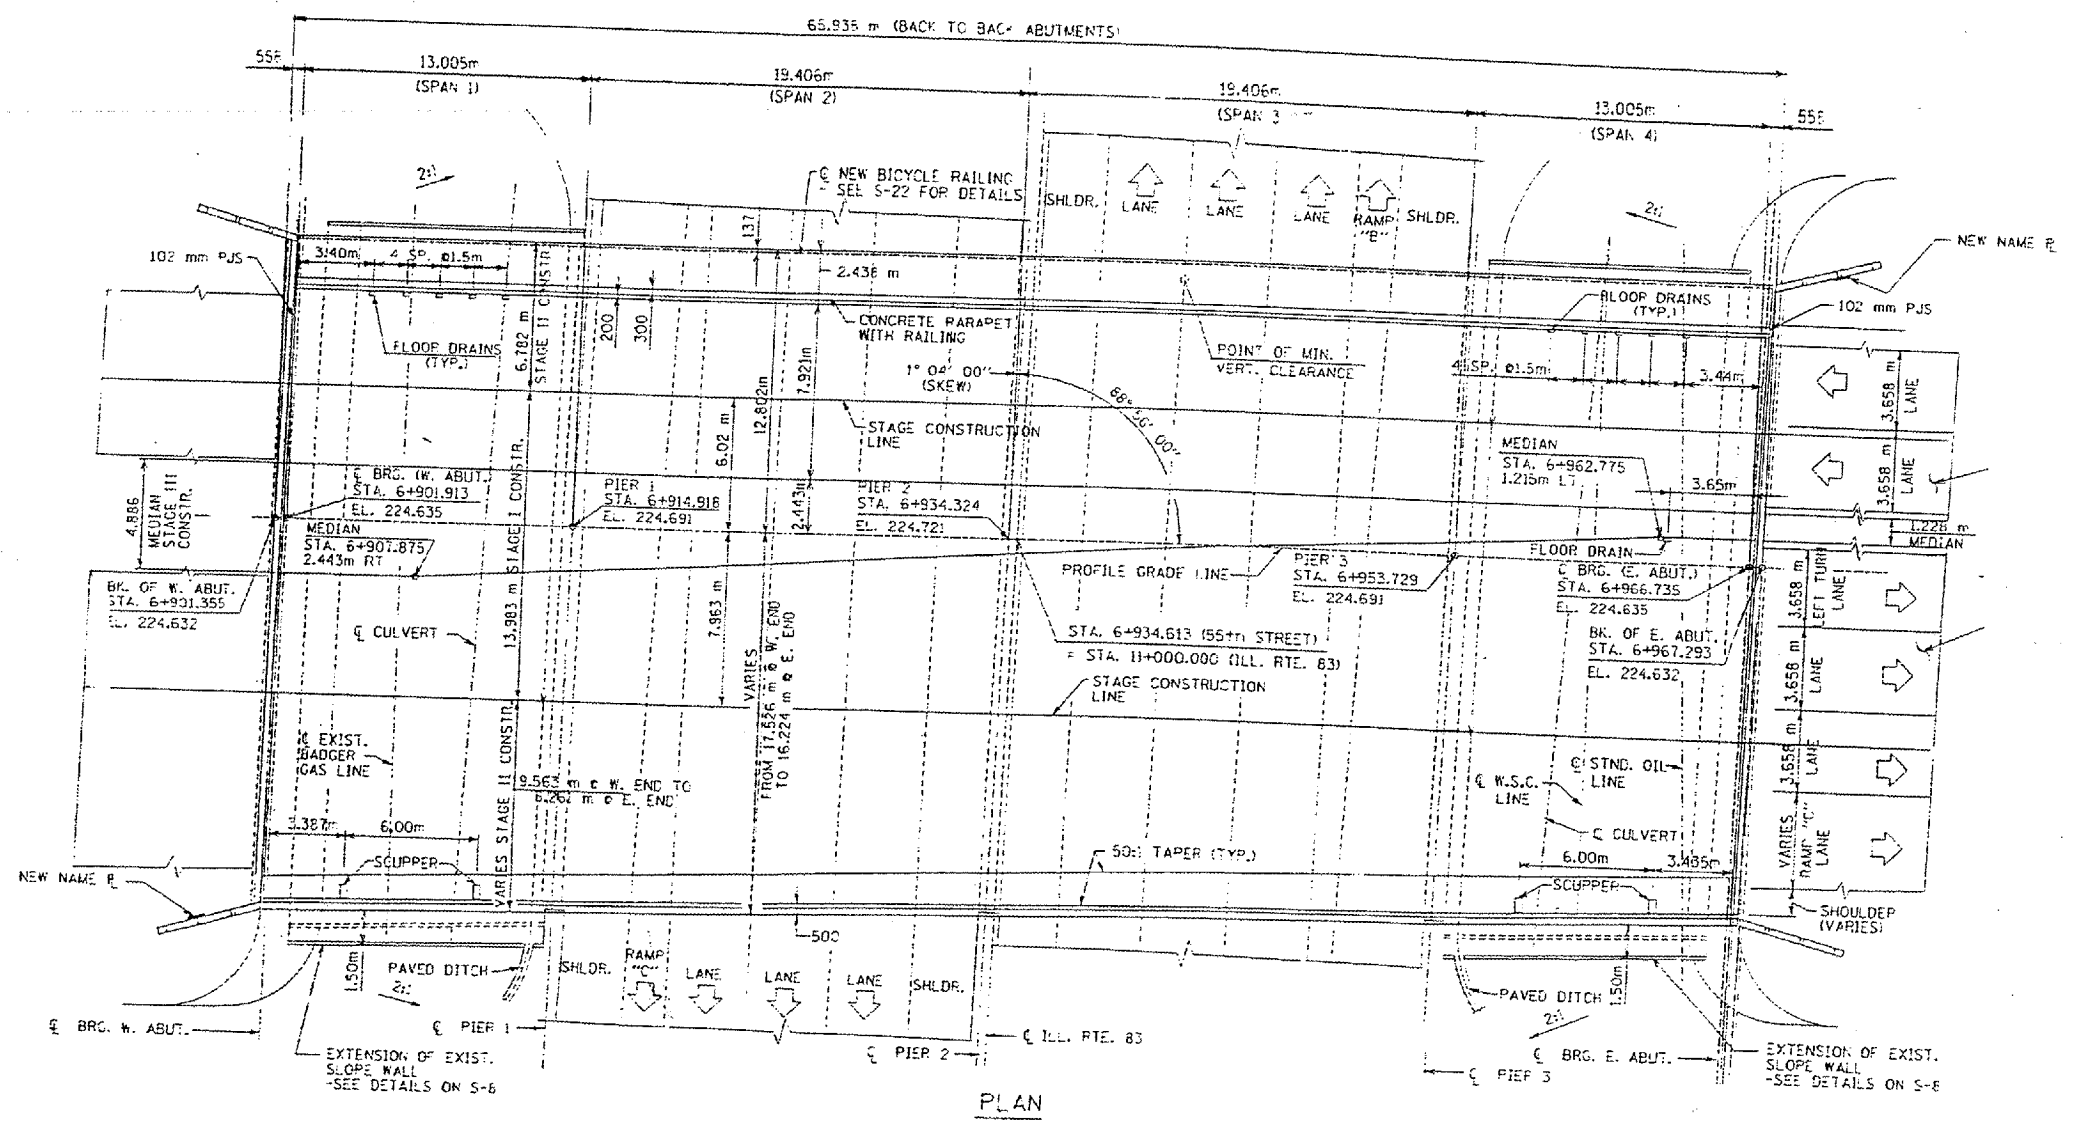 65.935 m (BACK TO BACK ABUTMENTS)
558
13.005m
(SPAN 1)
19.406m
(SPAN 2)
19.406m
(SPAN 3
13.005m
(SPAN 4)
558
2:1
℄ NEW BICYCLE RAILING
- SEE S-22 FOR DETAILS
SHLDR.
LANE
LANE
LANE
RAMP
"B"
SHLDR.
2:1
NEW NAME ℄
102 mm PJS
3.40m
4 SP. @1.5m
137
2.438 m
FLOOR DRAINS
(TYP.)
102 mm PJS
6.782 m
STAGE II CONSTR.
200
300
CONCRETE PARAPET
WITH RAILING
FLOOR DRAINS
(TYP.)
POINT OF MIN.
VERT. CLEARANCE
1° 04' 00"
(SKEW)
88° 56' 00"
4 SP. @1.5m
3.44m
3.658 m
LANE
7.921m
12.802m
6.02 m
STAGE CONSTRUCTION
LINE
MEDIAN
STA. 6+962.775
1.215m LT
3.65m
3.658 m
LANE
4.886
MEDIAN
STAGE III
CONSTR.
℄ BRG. (W. ABUT.)
STA. 6+901.913
EL. 224.635
PIER 1
STA. 6+914.918
EL. 224.691
2.443m
PIER 2
STA. 6+934.324
EL. 224.721
1.228 m
MEDIAN
MEDIAN
STA. 6+907.875
2.443m RT
13.983 m STAGE I CONSTR.
PROFILE GRADE LINE
PIER 3
STA. 6+953.729
EL. 224.691
FLOOR DRAIN
℄ BRG. (E. ABUT.)
STA. 6+966.735
EL. 224.635
3.658 m
LEFT TURN
LANE
BK. OF W. ABUT.
STA. 6+901.355
EL. 224.632
℄ CULVERT
7.963 m
STA. 6+934.613 (55th STREET)
= STA. 11+000.000 (ILL. RTE. 83)
BK. OF E. ABUT.
STA. 6+967.293
EL. 224.632
3.658 m
LANE
VARIES
FROM 17.526 m @ W. END
TO 16.224 m @ E. END
STAGE CONSTRUCTION
LINE
℄ EXIST.
BADGER
GAS LINE
VARIES STAGE II CONSTR.
9.563 m @ W. END TO
8.261 m @ E. END
℄ STND. OIL
LINE
℄ W.S.C.
LINE
3.658 m
LANE
℄ CULVERT
3.387m
6.00m
SCUPPER
50:1 TAPER (TYP.)
6.00m
3.435m
SCUPPER
VARIES
RAMP "C"
LANE
NEW NAME ℄
500
SHOULDER
(VARIES)
1.50m
PAVED DITCH
2:1
SHLDR.
RAMP
"C"
LANE
LANE
LANE
SHLDR.
PAVED DITCH
1.50m
2:1
℄ BRG. W. ABUT.
℄ PIER 1
℄ PIER 2
℄ ILL. RTE. 83
℄ PIER 3
℄ BRG. E. ABUT.
EXTENSION OF EXIST.
SLOPE WALL
-SEE DETAILS ON S-8
EXTENSION OF EXIST.
SLOPE WALL
-SEE DETAILS ON S-8
PLAN